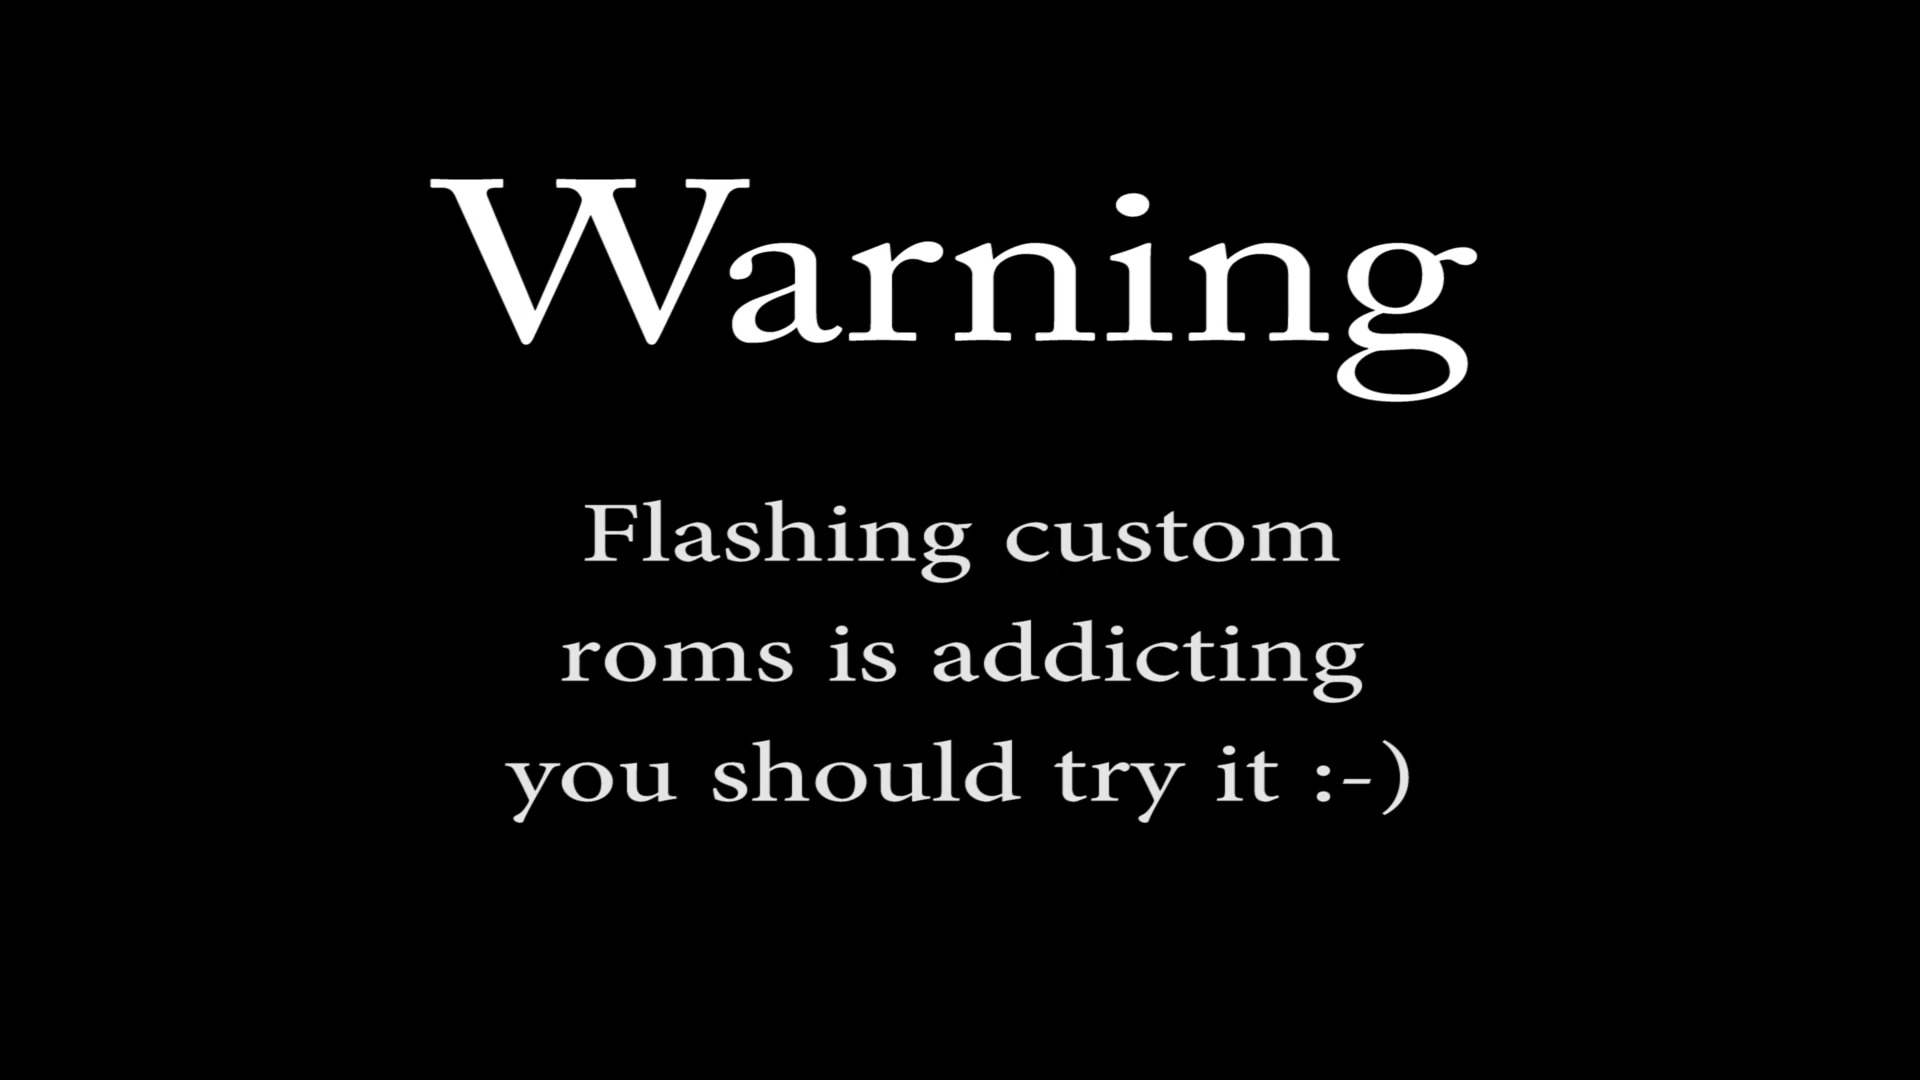 Warning
Flashing custom
roms is addicting
you should try it :-)